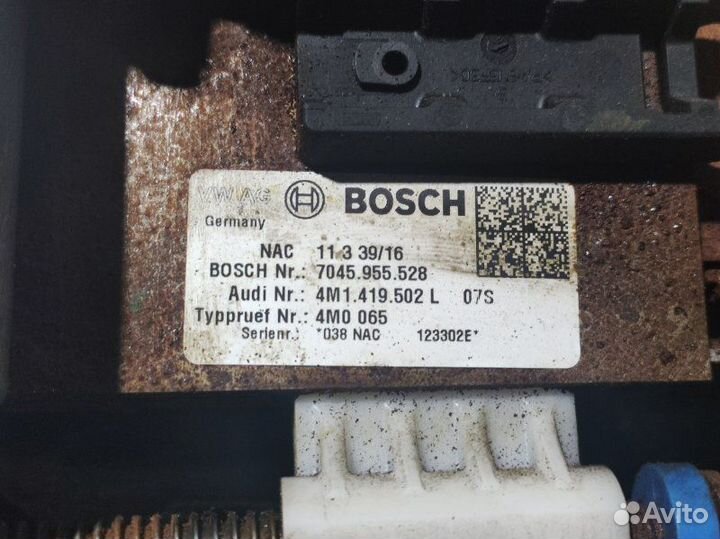 VW AG
BOSCH
Germany
NAC 11 3 39/16
BOSCH Nr.: 7045.955.528
Audi Nr.: 4M1.419.502 L 07S
Typpruef Nr.: 4M0 065
Serienr.: *038 NAC 123302E*
Avito